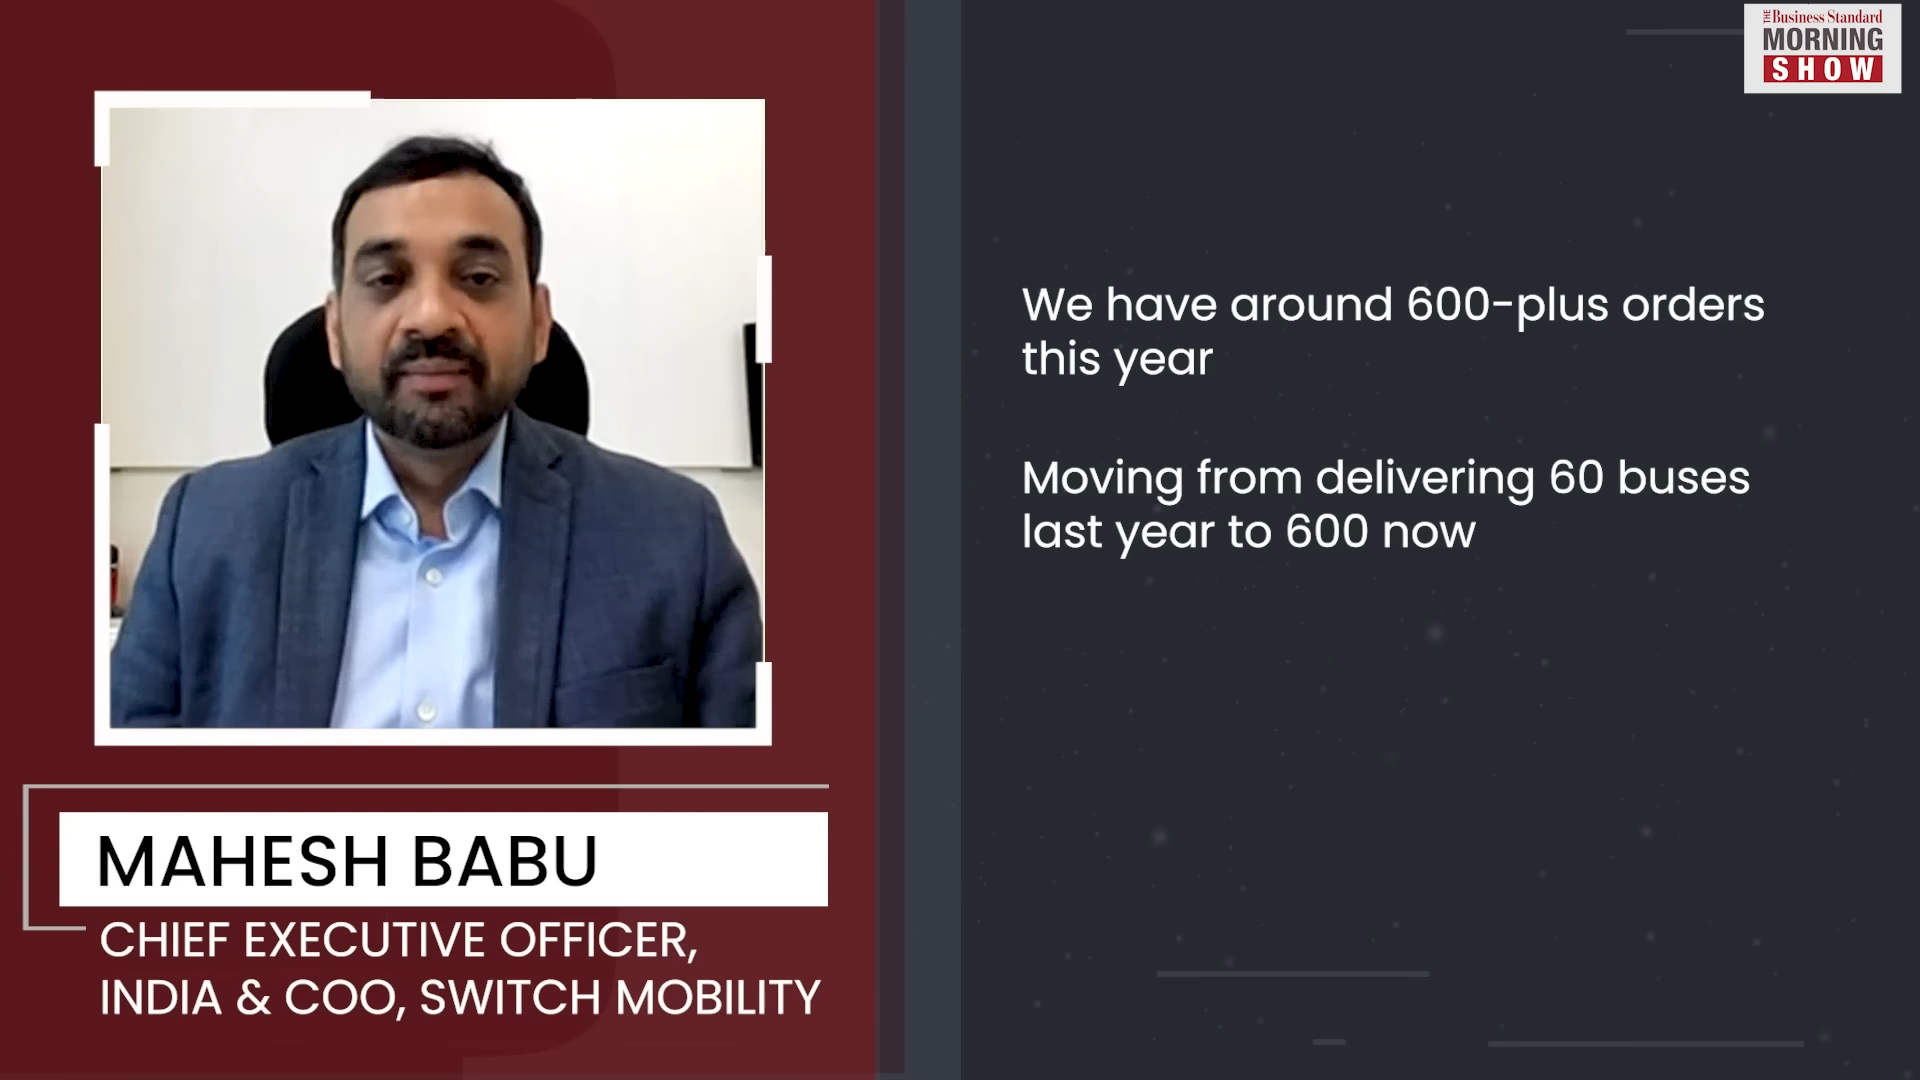 THE Business Standard
MORNING
SHOW
We have around 600-plus orders
this year
Moving from delivering 60 buses
last year to 600 now
MAHESH BABU
CHIEF EXECUTIVE OFFICER,
INDIA & COO, SWITCH MOBILITY